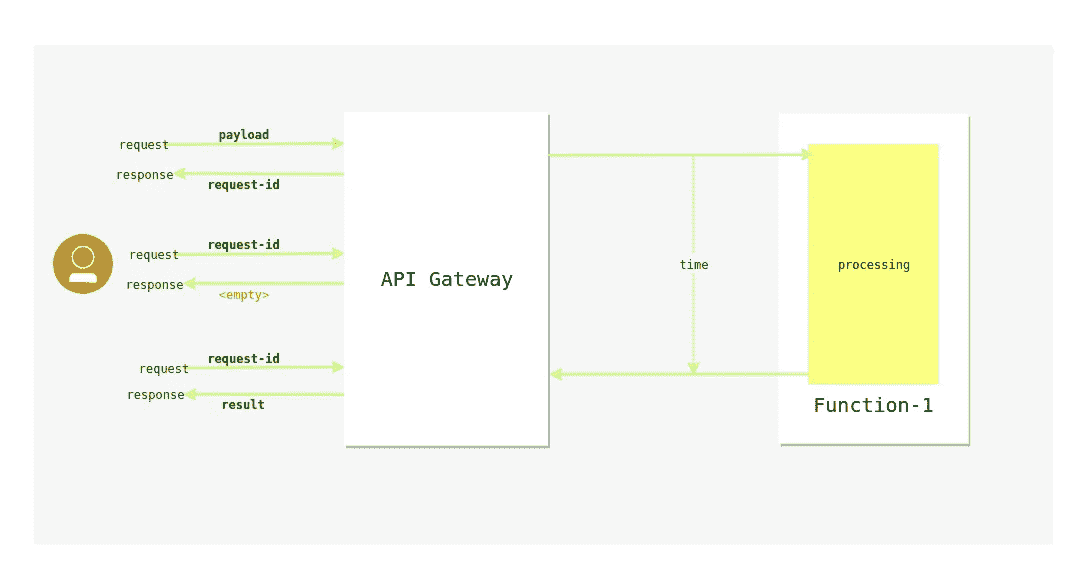 payload
request
response
request-id
request-id
request
response
<empty>
request-id
request
response
result
API Gateway
time
processing
Function-1